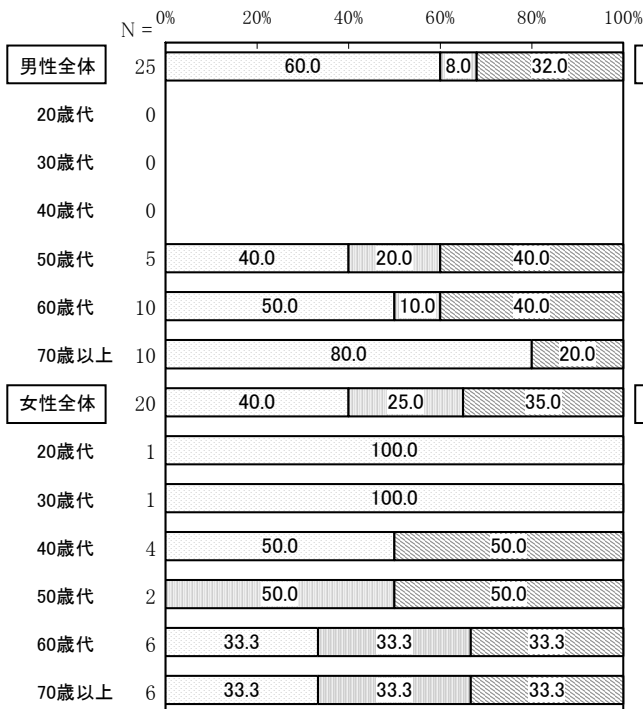 0% 20% 40% 60% 80% 100%
N =
男性全体 25 60.0 8.0 32.0
20歳代 0
30歳代 0
40歳代 0
50歳代 5 40.0 20.0 40.0
60歳代 10 50.0 10.0 40.0
70歳以上 10 80.0 20.0
女性全体 20 40.0 25.0 35.0
20歳代 1 100.0
30歳代 1 100.0
40歳代 4 50.0 50.0
50歳代 2 50.0 50.0
60歳代 6 33.3 33.3 33.3
70歳以上 6 33.3 33.3 33.3